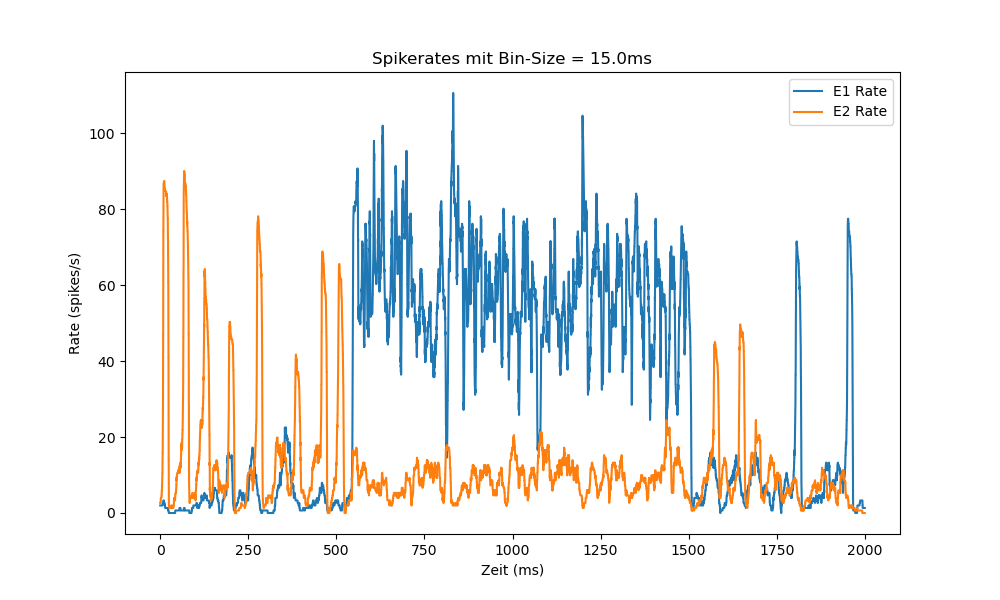 Spikerates mit Bin-Size = 15.0ms
E1 Rate
E2 Rate
Rate (spikes/s)
100
80
60
40
20
0
0 250 500 750 1000 1250 1500 1750 2000
Zeit (ms)